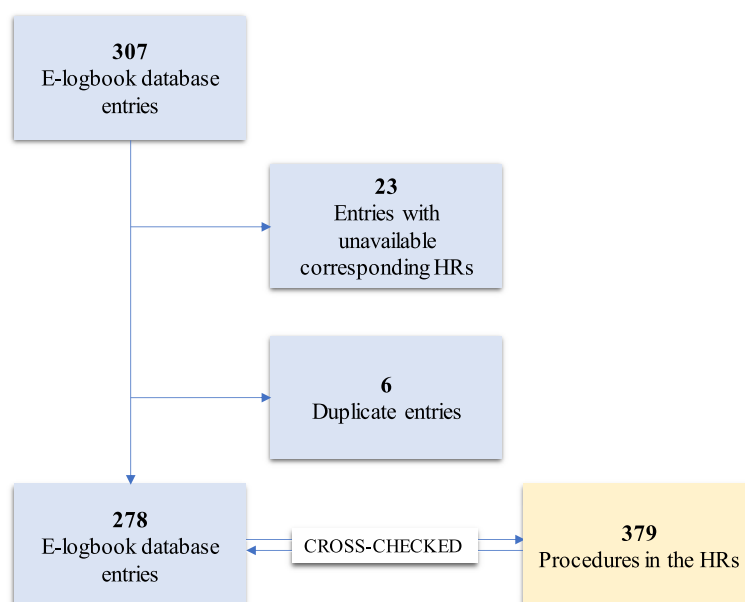 307
E-logbook database
entries
23
Entries with
unavailable
corresponding HRs
6
Duplicate entries
278
E-logbook database
entries
CROSS-CHECKED
379
Procedures in the HRs